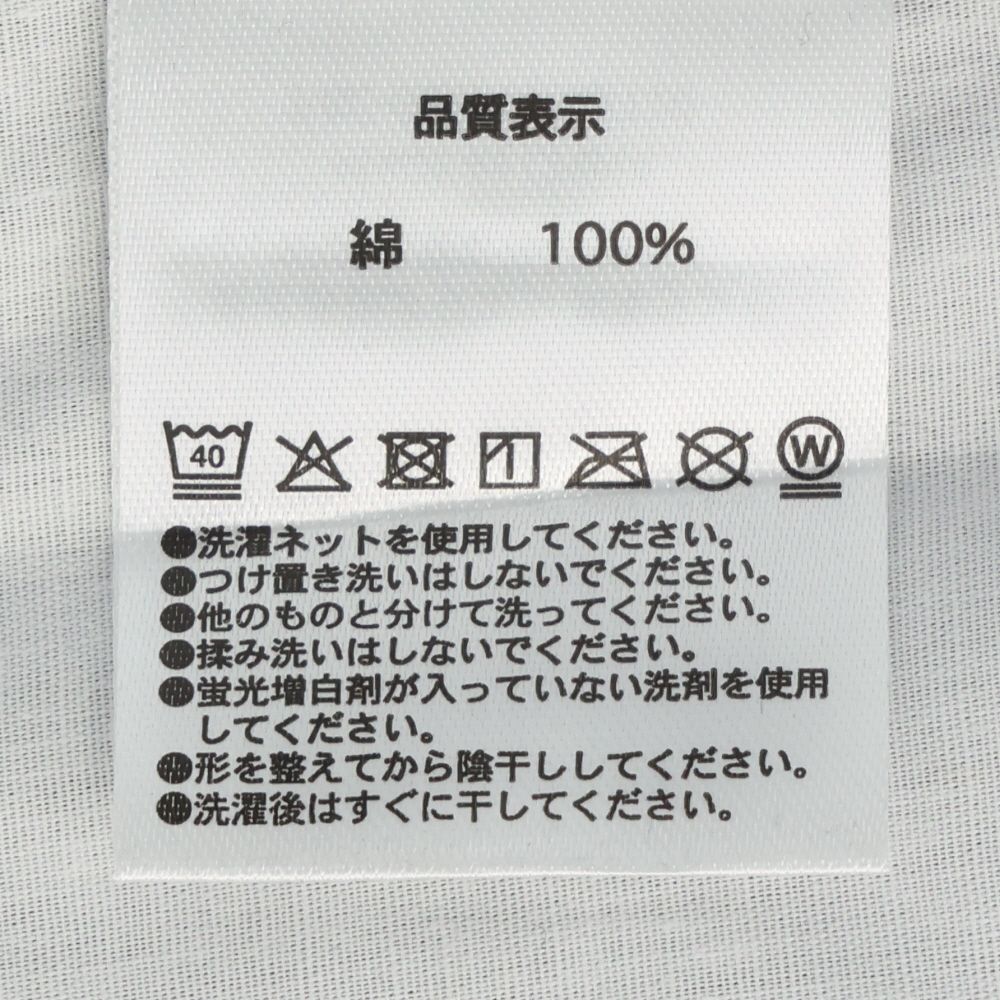 品質表示
綿 100%
40 W
●洗濯ネットを使用してください。
●つけ置き洗いはしないでください。
●他のものと分けて洗ってください。
●揉み洗いはしないでください。
●蛍光増白剤が入っていない洗剤を使用
してください。
●形を整えてから陰干ししてください。
●洗濯後はすぐに干してください。